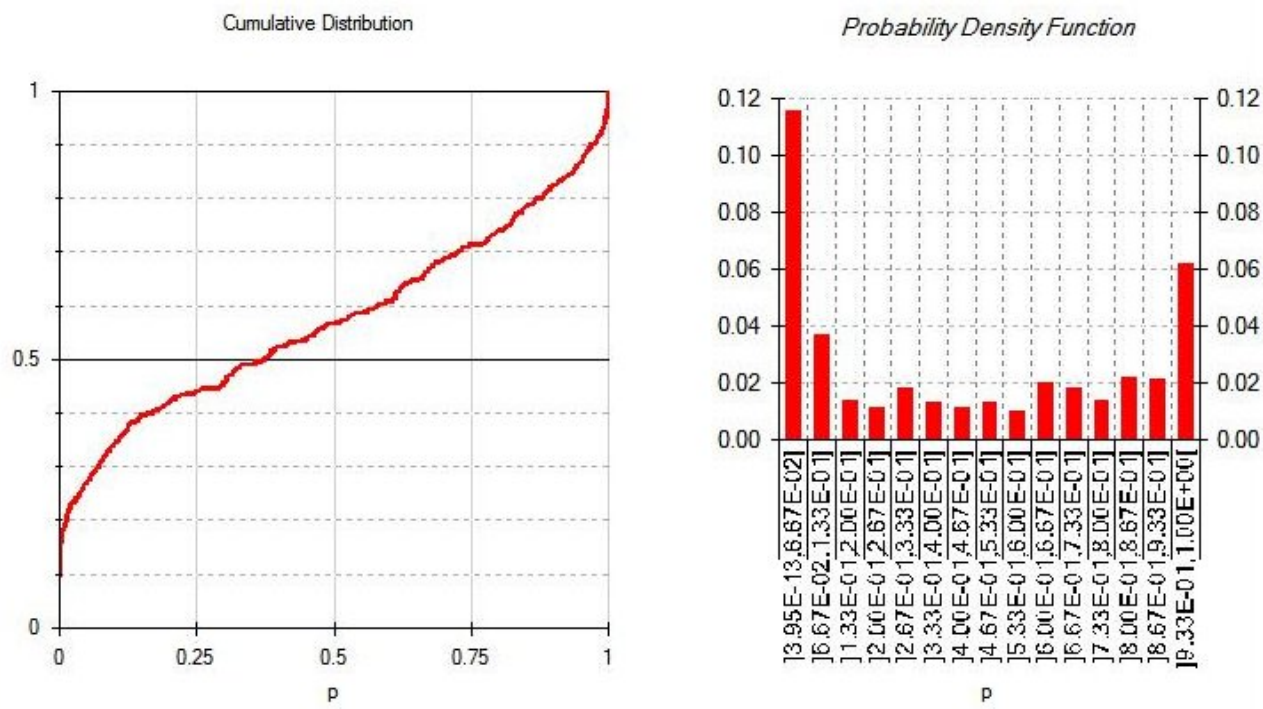 Cumulative Distribution
1
0.5
0
0
0.25
0.5
0.75
1
p
Probability Density Function
0.12
0.10
0.08
0.06
0.04
0.02
0.00
0.12
0.10
0.08
0.06
0.04
0.02
0.00
]3.95E-13,6.67E-02]
]6.67E-02,1.33E-01]
]1.33E-01,2.00E-01]
]2.00E-01,2.67E-01]
]2.67E-01,3.33E-01]
]3.33E-01,4.00E-01]
]4.00E-01,4.67E-01]
]4.67E-01,5.33E-01]
]5.33E-01,6.00E-01]
]6.00E-01,6.67E-01]
]6.67E-01,7.33E-01]
]7.33E-01,8.00E-01]
]8.00E-01,8.67E-01]
]8.67E-01,9.33E-01]
]9.33E-01,1.00E+00[
p